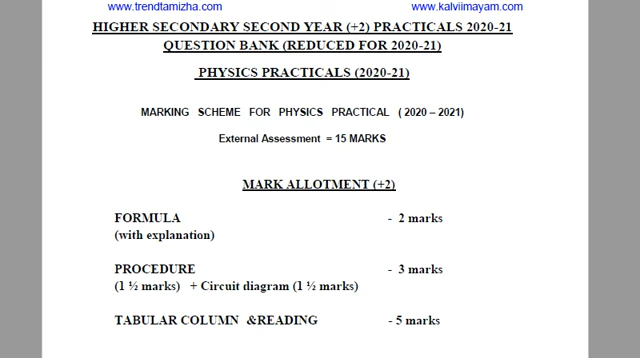 www.trendtamizha.com www.kalviimayam.com
HIGHER SECONDARY SECOND YEAR (+2) PRACTICALS 2020-21
QUESTION BANK (REDUCED FOR 2020-21)
PHYSICS PRACTICALS (2020-21)
MARKING SCHEME FOR PHYSICS PRACTICAL ( 2020 – 2021)
External Assessment = 15 MARKS
MARK ALLOTMENT (+2)
FORMULA - 2 marks
(with explanation)
PROCEDURE - 3 marks
(1 ½ marks) + Circuit diagram (1 ½ marks)
TABULAR COLUMN &READING - 5 marks